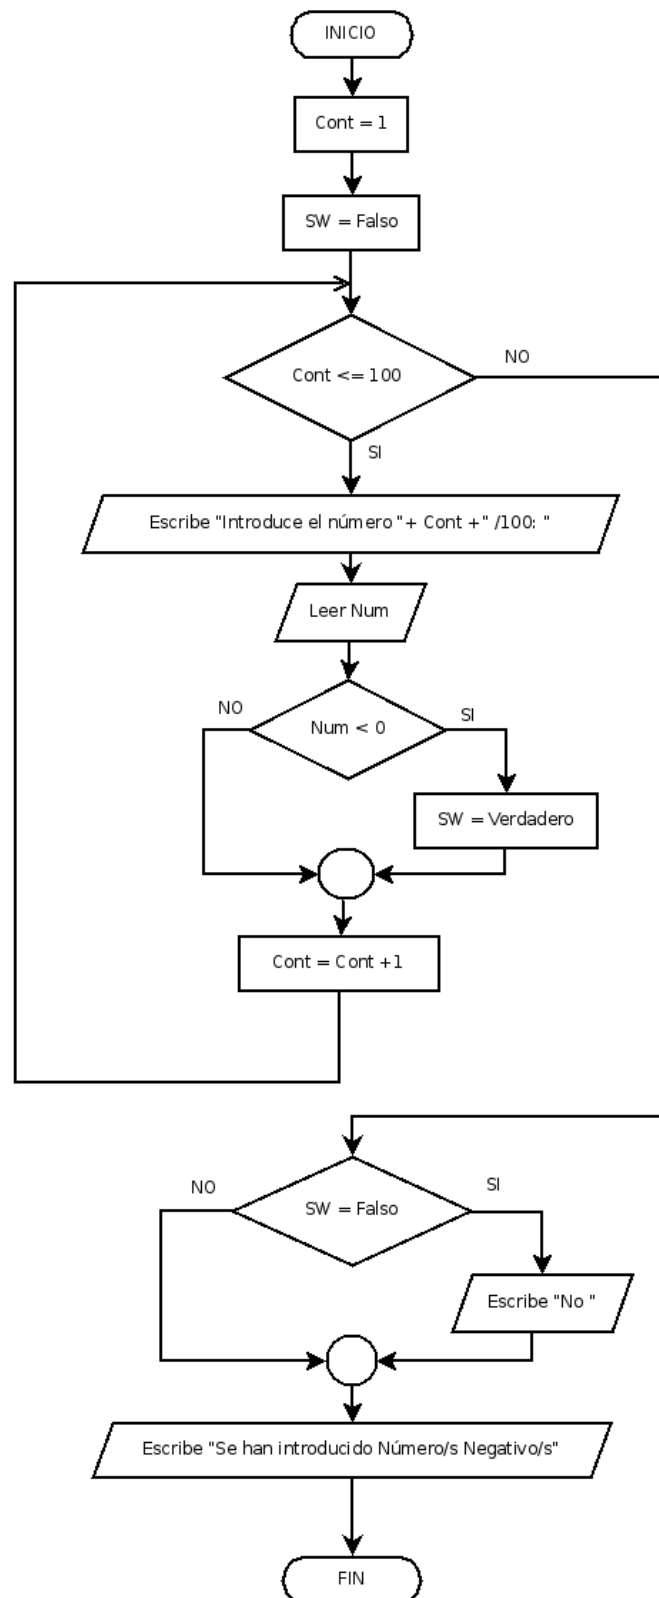 INICIO
Cont = 1
SW = Falso
Cont <= 100
NO
SI
Escribe "Introduce el número "+ Cont +" /100: "
Leer Num
Num < 0
NO
SI
SW = Verdadero
Cont = Cont +1
SW = Falso
NO
SI
Escribe "No "
Escribe "Se han introducido Número/s Negativo/s"
FIN